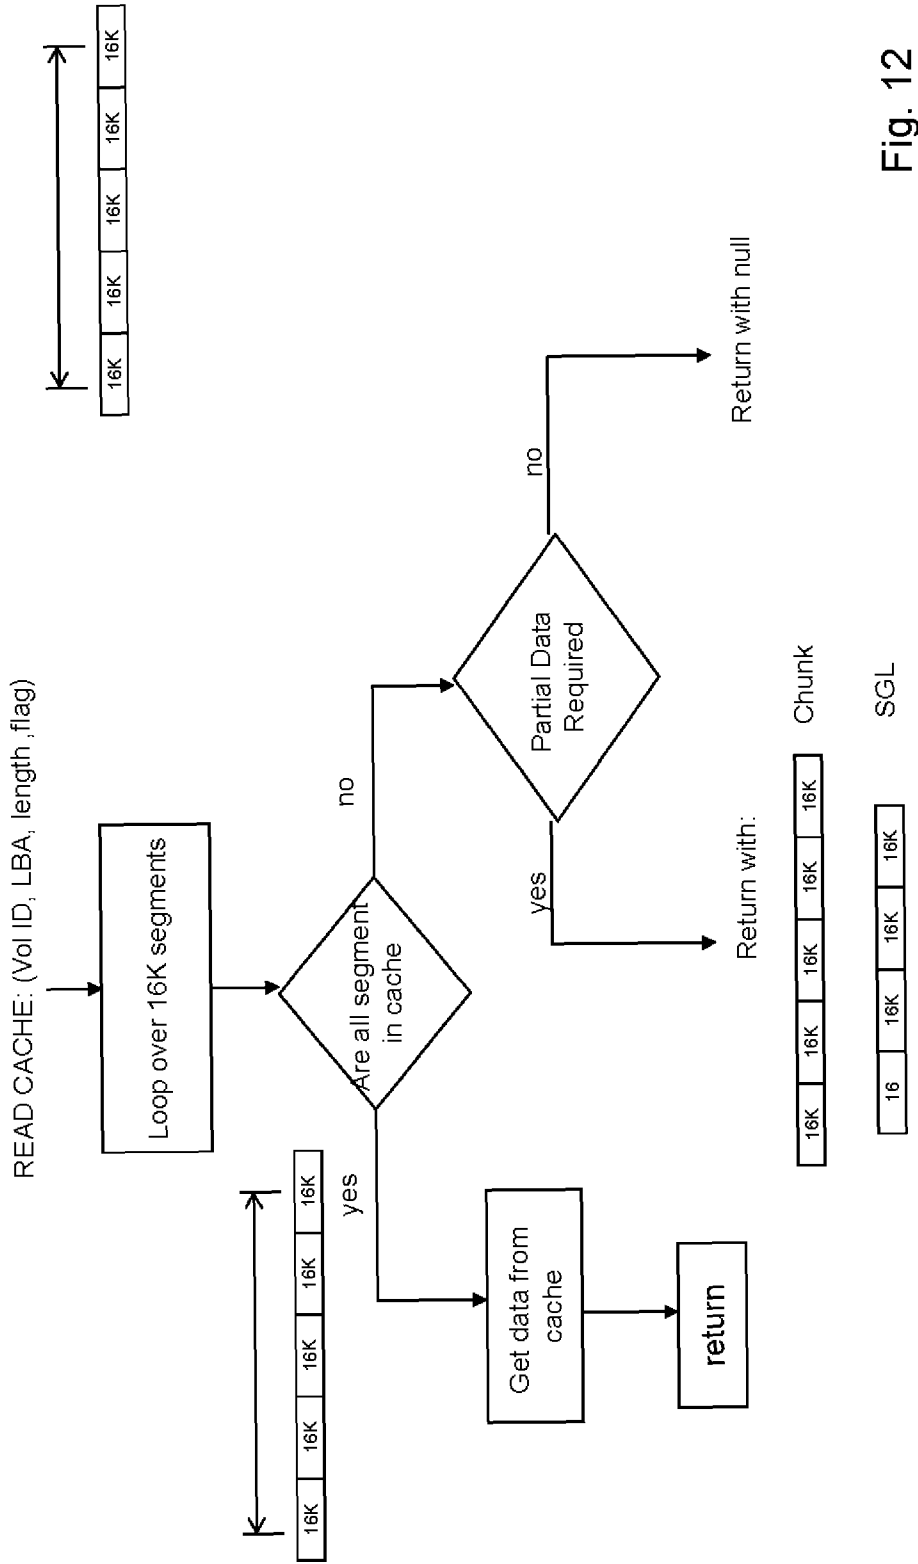 READ CACHE: (Vol ID, LBA, length ,flag)
16K 16K 16K 16K 16K
Loop over 16K segments
16K 16K 16K 16K 16K
Are all segment
in cache
yes
no
Get data from
cache
return
Partial Data
Required
yes
no
Return with:
Return with null
16K 16K 16K 16K 16K Chunk
16 16K 16K 16K SGL
Fig. 12